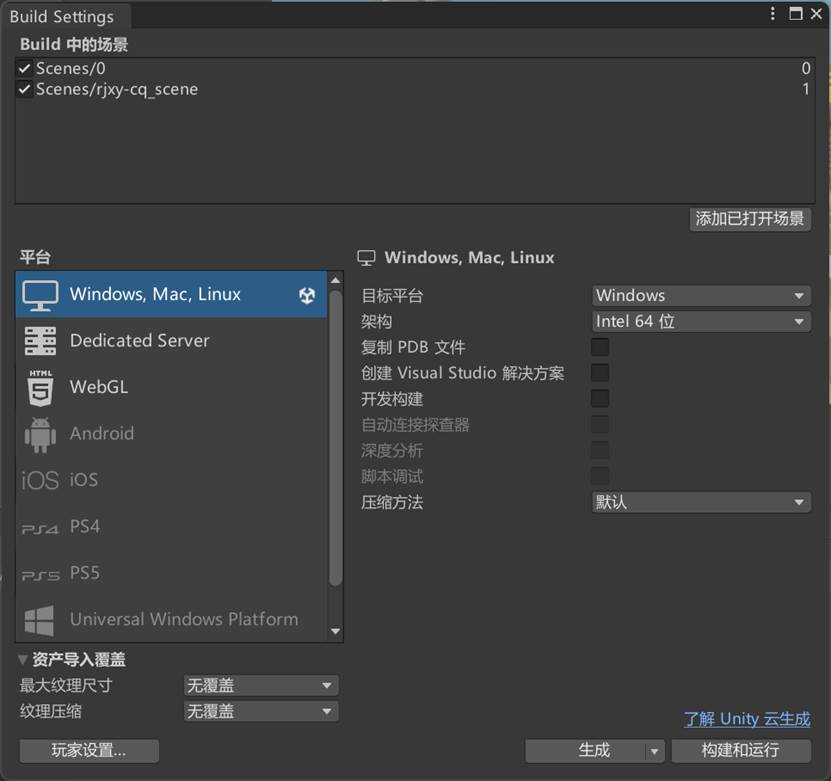 Build Settings
Build 中的场景
Scenes/0 0
Scenes/rjxy-cq_scene 1
添加已打开场景
平台
Windows, Mac, Linux
Dedicated Server
HTML 5 WebGL
Android
iOS iOS
PS4 PS4
PS5 PS5
Universal Windows Platform
Windows, Mac, Linux
目标平台 Windows
架构 Intel 64 位
复制 PDB 文件
创建 Visual Studio 解决方案
开发构建
自动连接探查器
深度分析
脚本调试
压缩方法 默认
资产导入覆盖
最大纹理尺寸 无覆盖
纹理压缩 无覆盖
了解 Unity 云生成
玩家设置... 生成 构建和运行